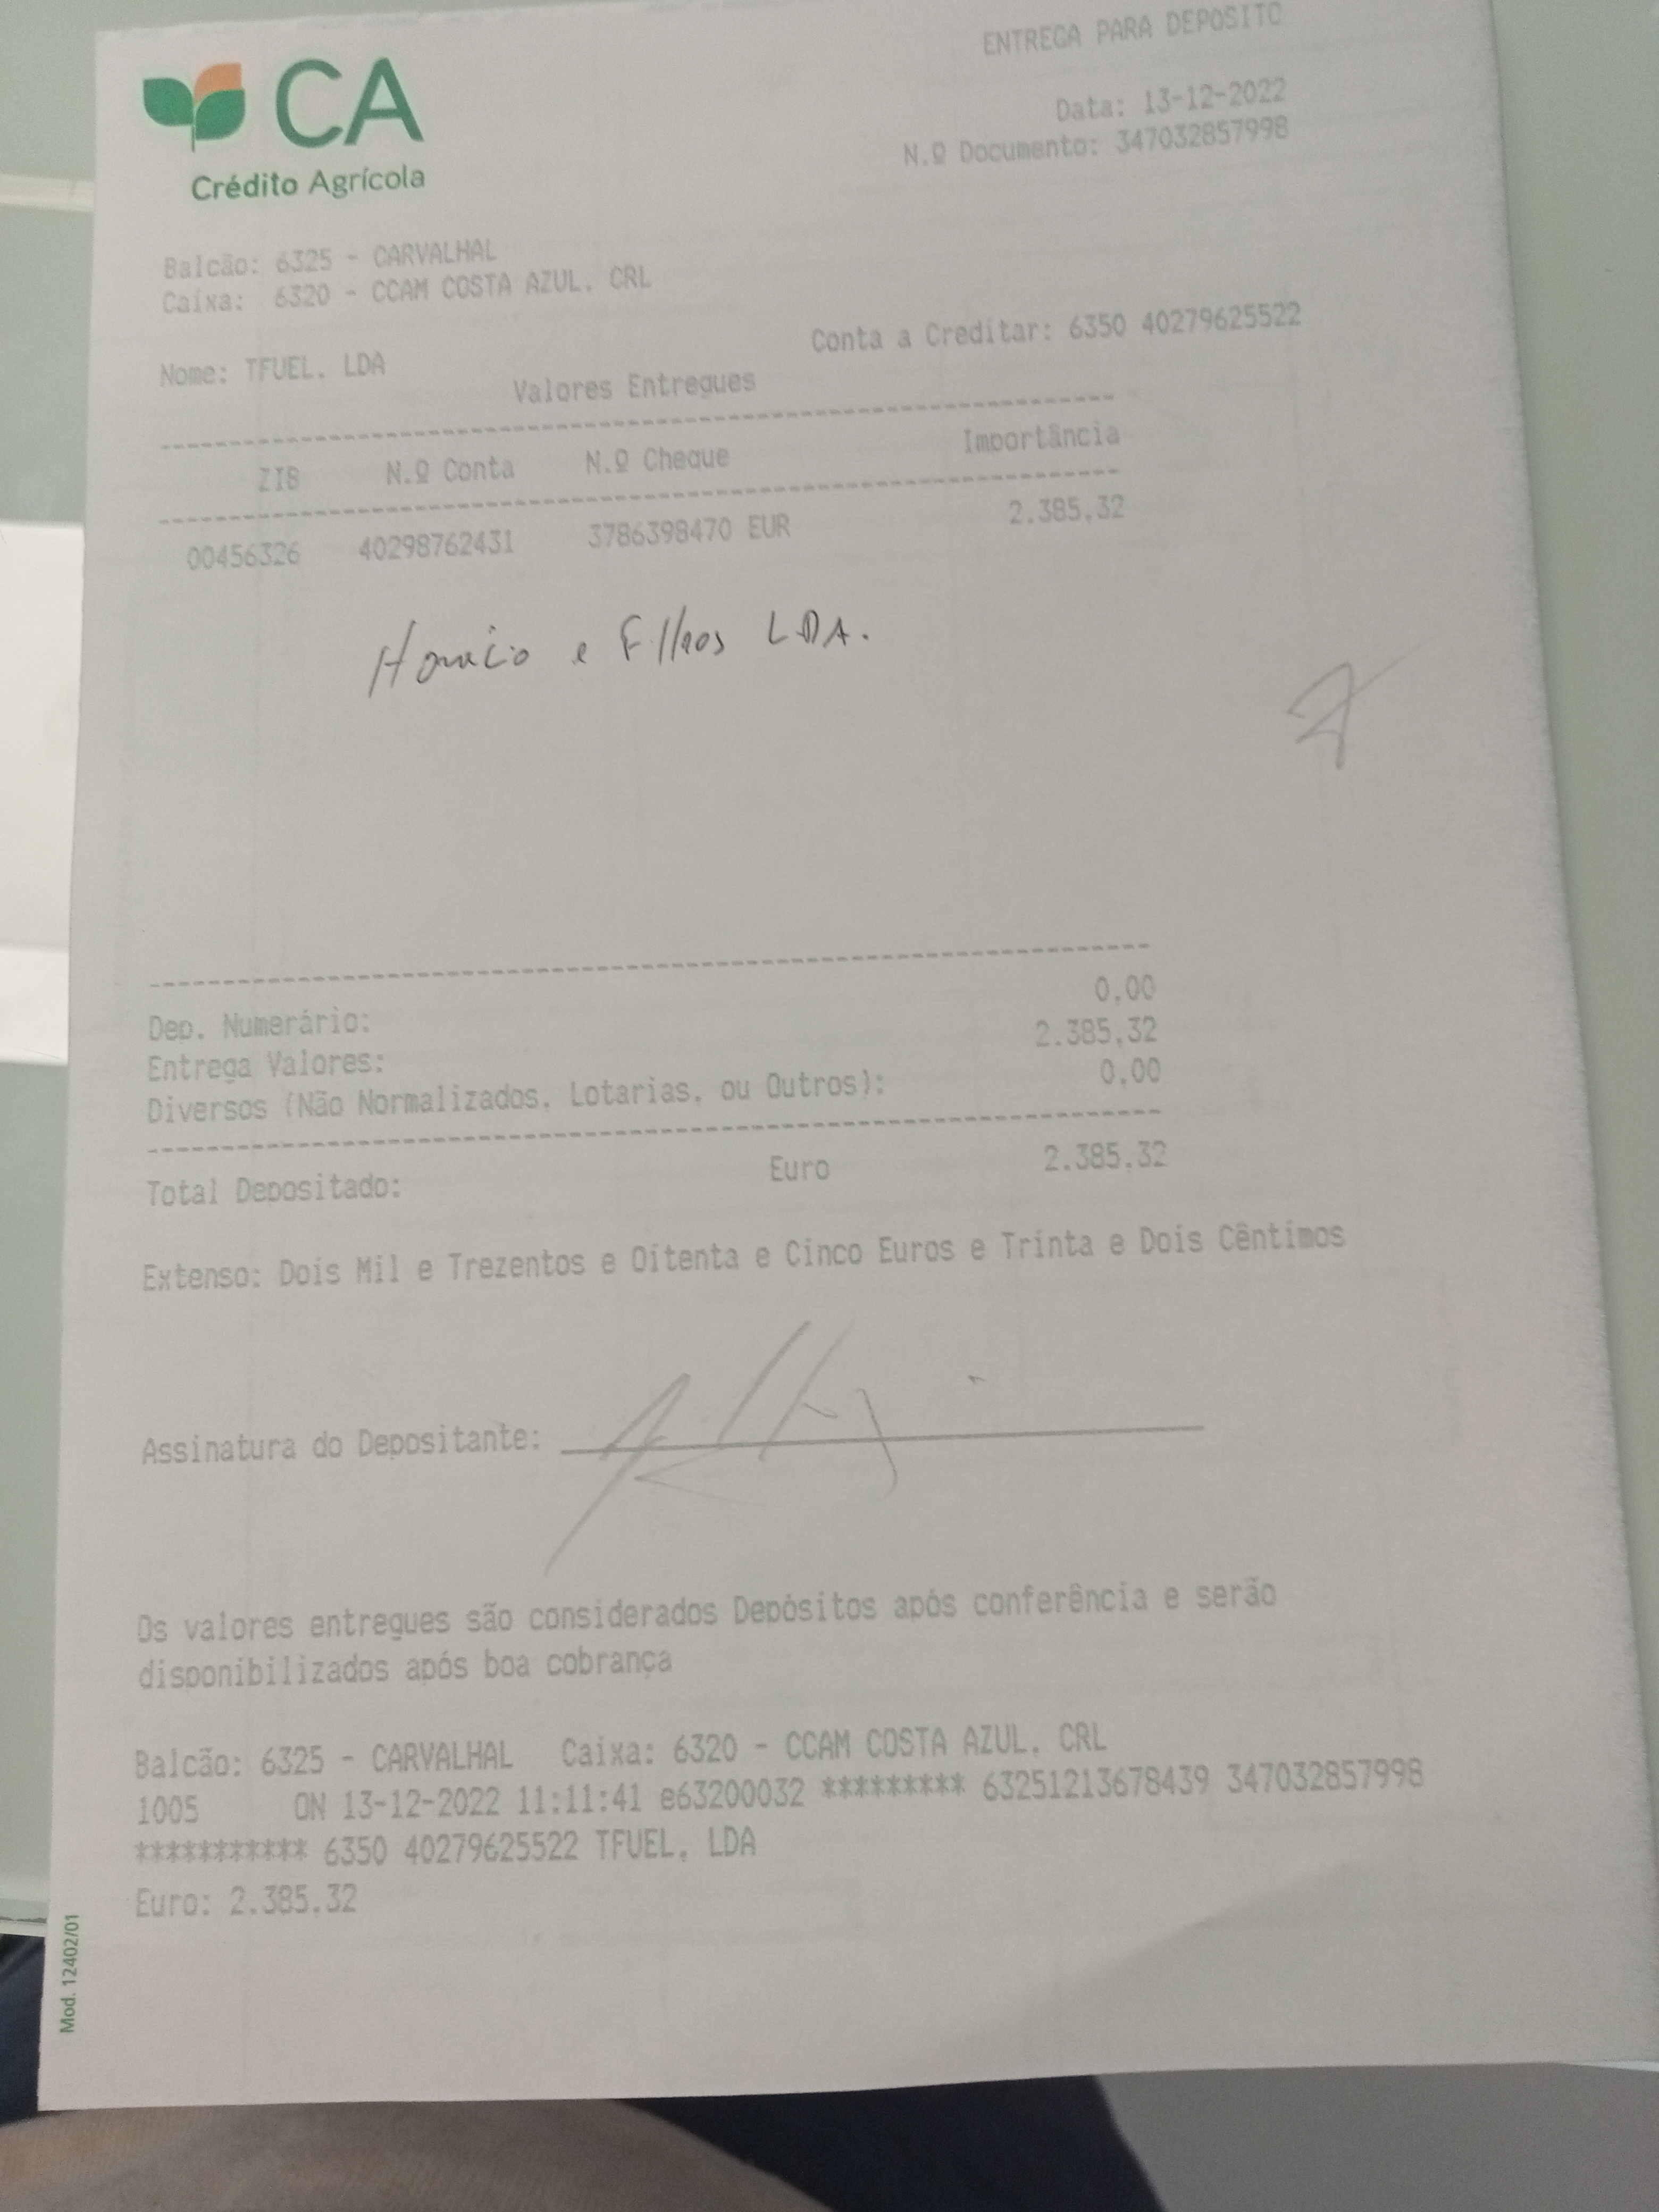 CA
Crédito Agrícola
ENTREGA PARA DEPOSITO
Data: 13-12-2022
N.º Documento: 347032857998
Balcão: 6325 - CARVALHAL
Caixa: 6320 - CCAM COSTA AZUL, CRL
Conta a Creditar: 6350 40279625522
Nome: TFUEL, LDA
Valores Entregues
ZIB N.º Conta N.º Cheque Importância
00456326 40298762431 3786398470 EUR 2.385,32
Horácio e Filhos LDA.
Dep. Numerário: 0,00
Entrega Valores: 2.385,32
Diversos (Não Normalizados, Lotarias, ou Outros): 0,00
Total Depositado: Euro 2.385,32
Extenso: Dois Mil e Trezentos e Oitenta e Cinco Euros e Trinta e Dois Cêntimos
Assinatura do Depositante:
Os valores entregues são considerados Depósitos após conferência e serão
disponibilizados após boa cobrança
Balcão: 6325 - CARVALHAL Caixa: 6320 - CCAM COSTA AZUL, CRL
1005 ON 13-12-2022 11:11:41 e63200032 ********* 63251213678439 347032857998
*********** 6350 40279625522 TFUEL, LDA
Euro: 2.385,32
Mod. 12402/01